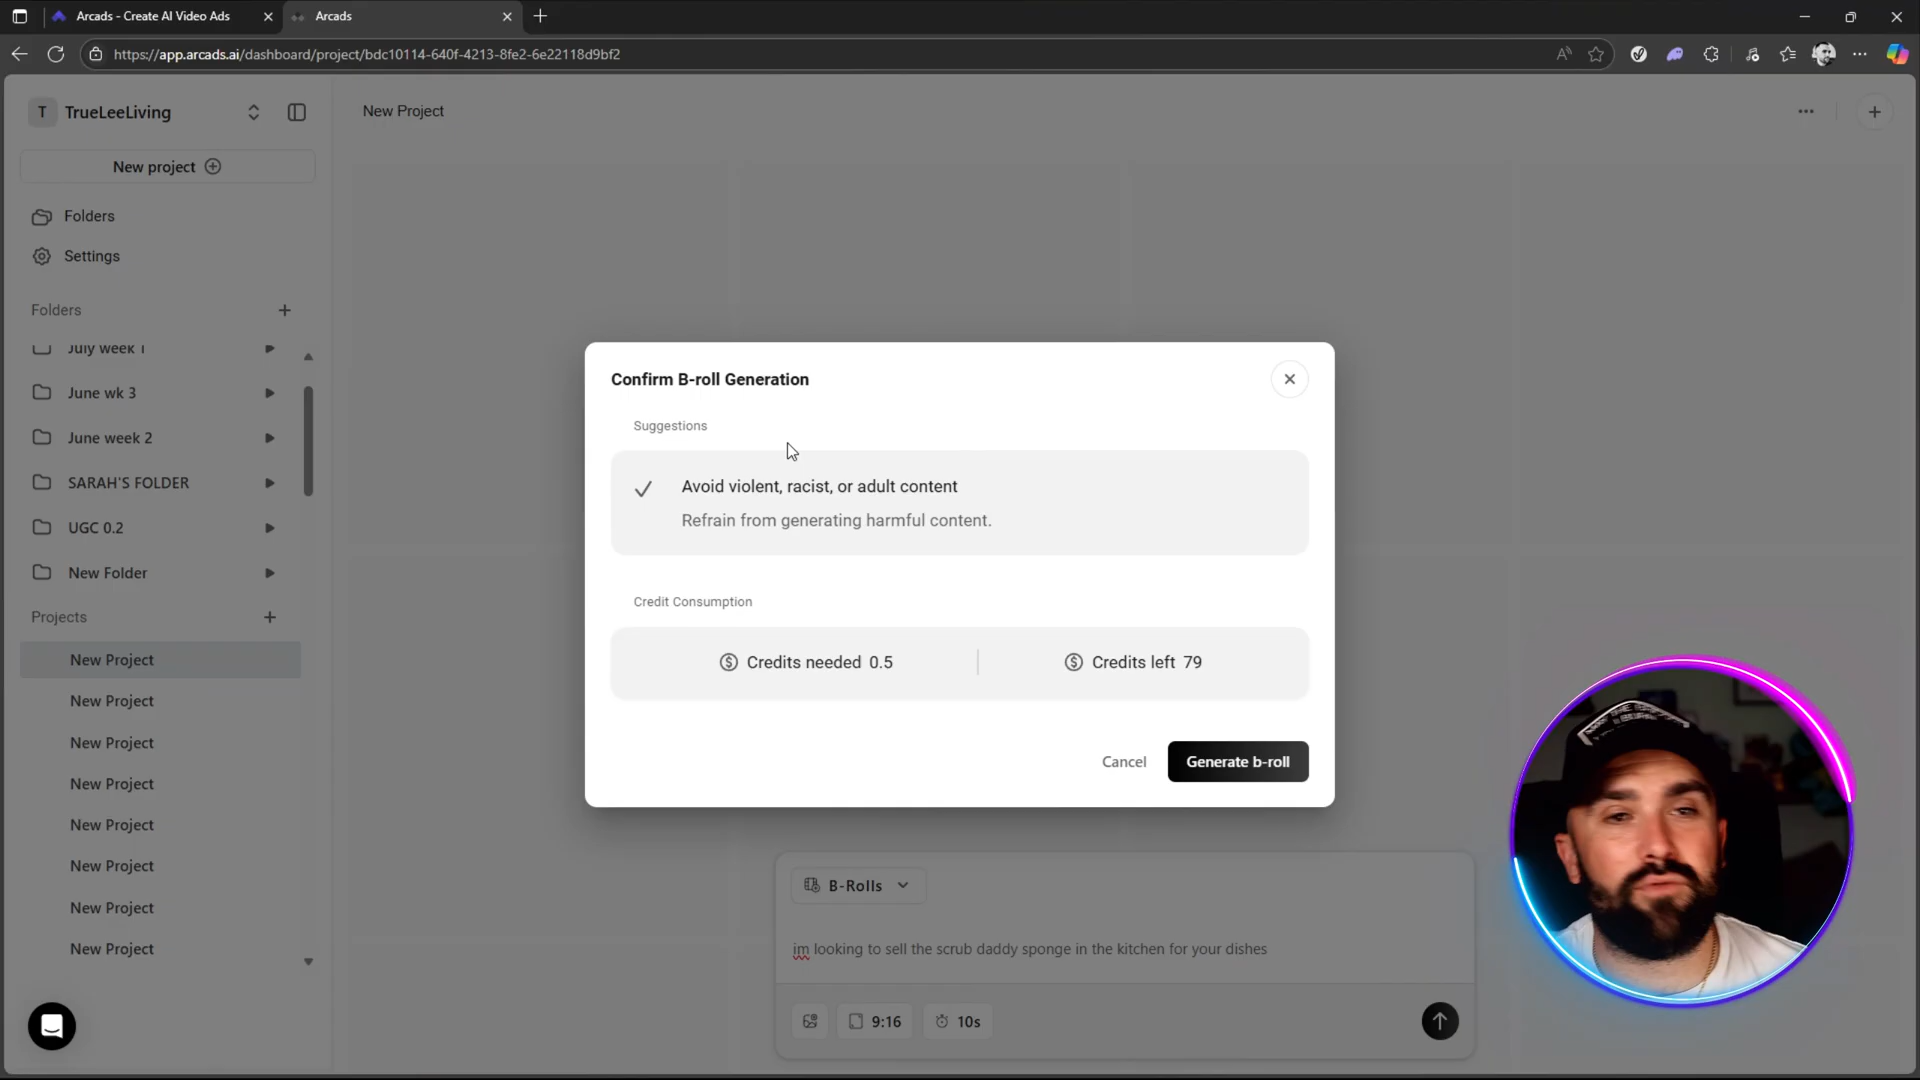 Arcads - Create AI Video Ads
Arcads
https://app.arcads.ai/dashboard/project/bdc10114-640f-4213-8fe2-6e22118d9bf2
T TrueLeeLiving
New Project
New project
Folders
Settings
Folders
July week 1
June wk 3
June week 2
SARAH'S FOLDER
UGC 0.2
New Folder
Projects
New Project
New Project
New Project
New Project
New Project
New Project
New Project
New Project
Confirm B-roll Generation
Suggestions
Avoid violent, racist, or adult content
Refrain from generating harmful content.
Credit Consumption
Credits needed 0.5
Credits left 79
Cancel
Generate b-roll
B-Rolls
im looking to sell the scrub daddy sponge in the kitchen for your dishes
9:16
10s